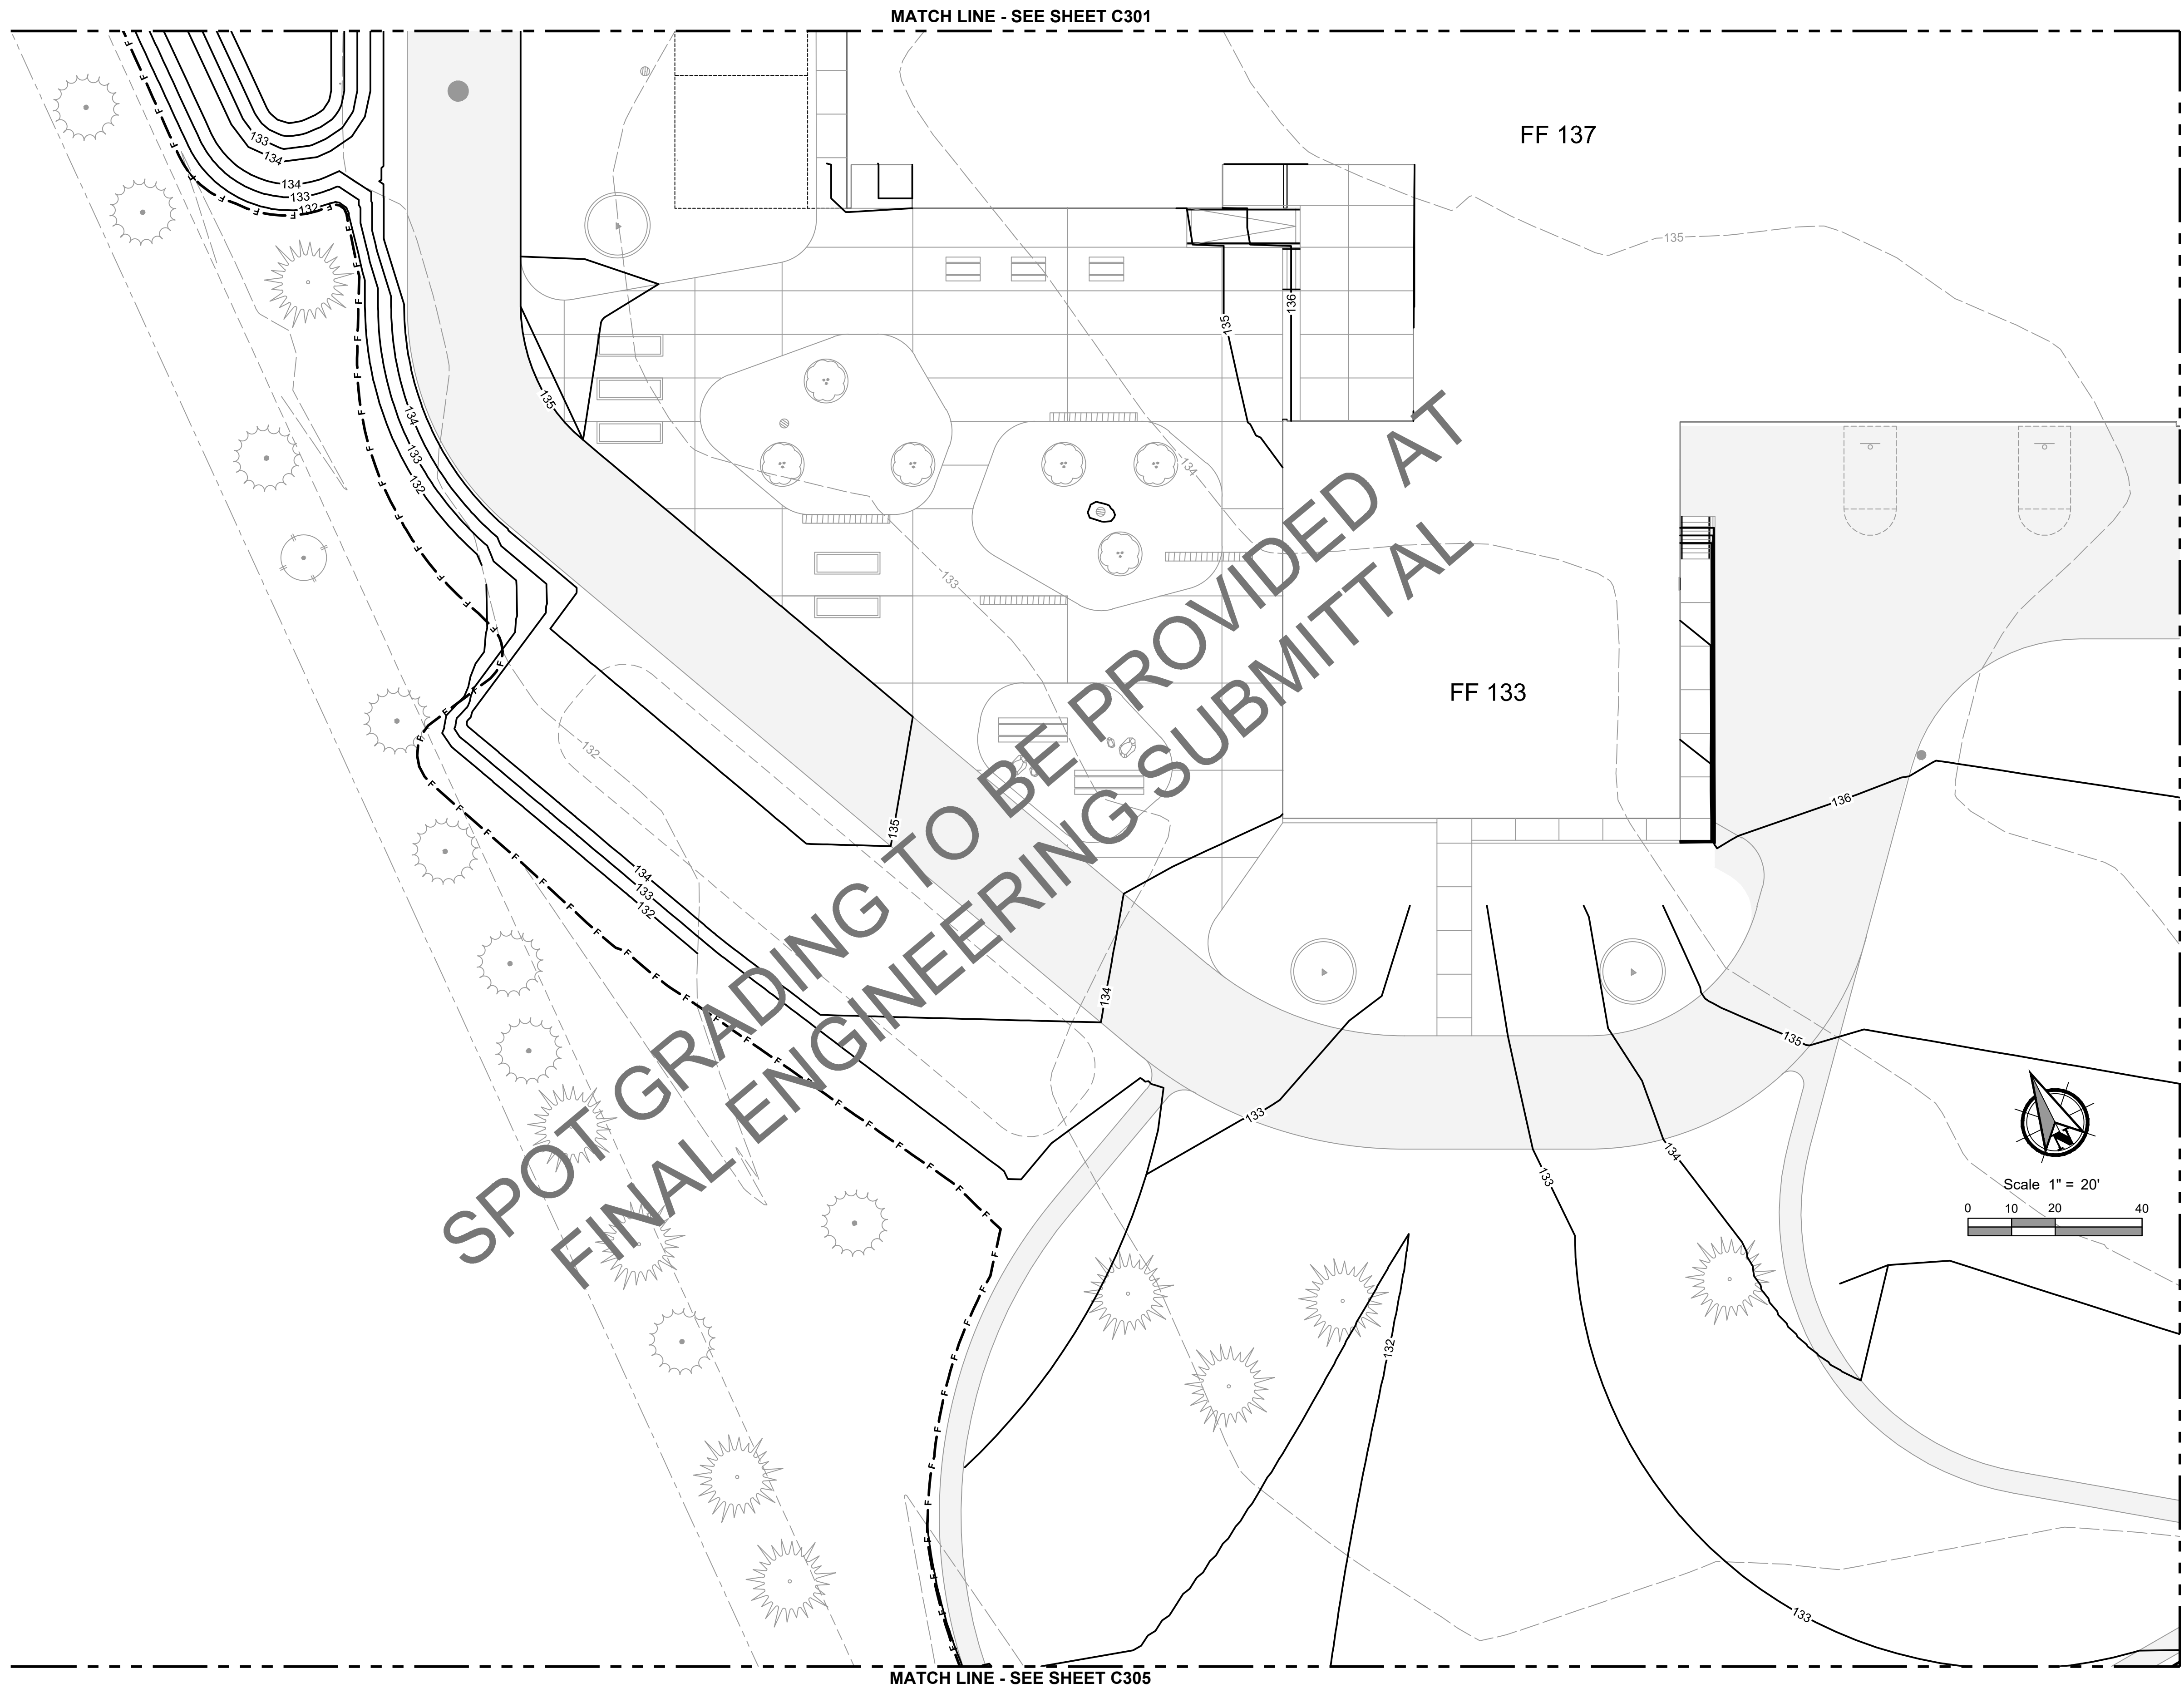 MATCH LINE - SEE SHEET C301
FF 137
133
134
134
133
132
135
136
135
135
134
133
132
134
133
SPOT GRADING TO BE PROVIDED AT
FINAL ENGINEERING SUBMITTAL
FF 133
132
136
135
134
133
132
134
135
133
134
133
N
Scale 1" = 20'
0 10 20 40
132
133
F F F F F F F F F F F F F F F F F F F F
MATCH LINE - SEE SHEET C305